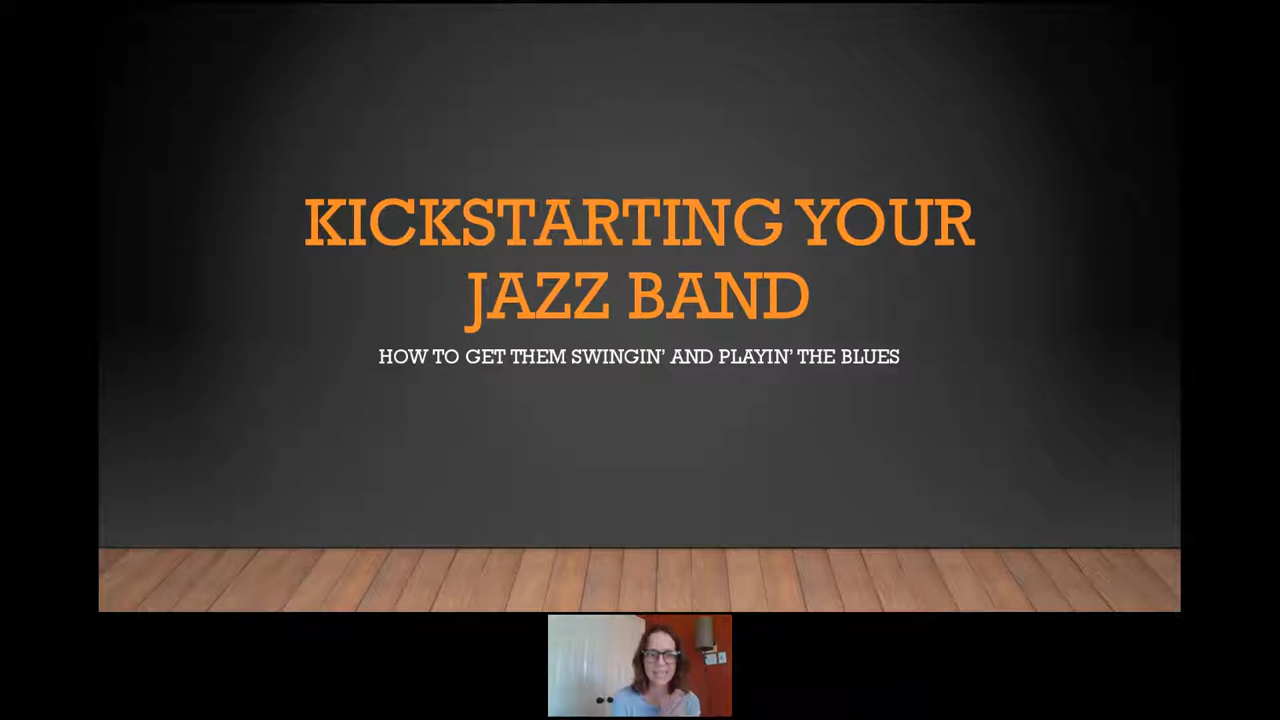 KICKSTARTING YOUR
JAZZ BAND
HOW TO GET THEM SWINGIN’ AND PLAYIN’ THE BLUES